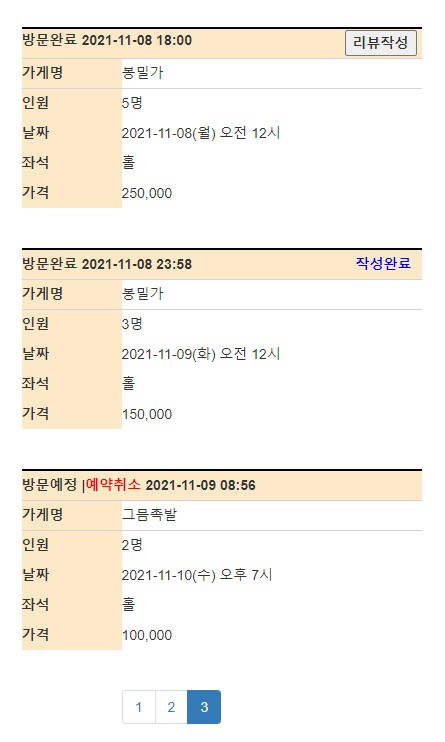 방문완료 2021-11-08 18:00 리뷰작성
가게명 봉밀가
인원 5명
날짜 2021-11-08(월) 오전 12시
좌석 홀
가격 250,000
방문완료 2021-11-08 23:58 작성완료
가게명 봉밀가
인원 3명
날짜 2021-11-09(화) 오전 12시
좌석 홀
가격 150,000
방문예정 |예약취소 2021-11-09 08:56
가게명 그믐족발
인원 2명
날짜 2021-11-10(수) 오후 7시
좌석 홀
가격 100,000
1 2 3